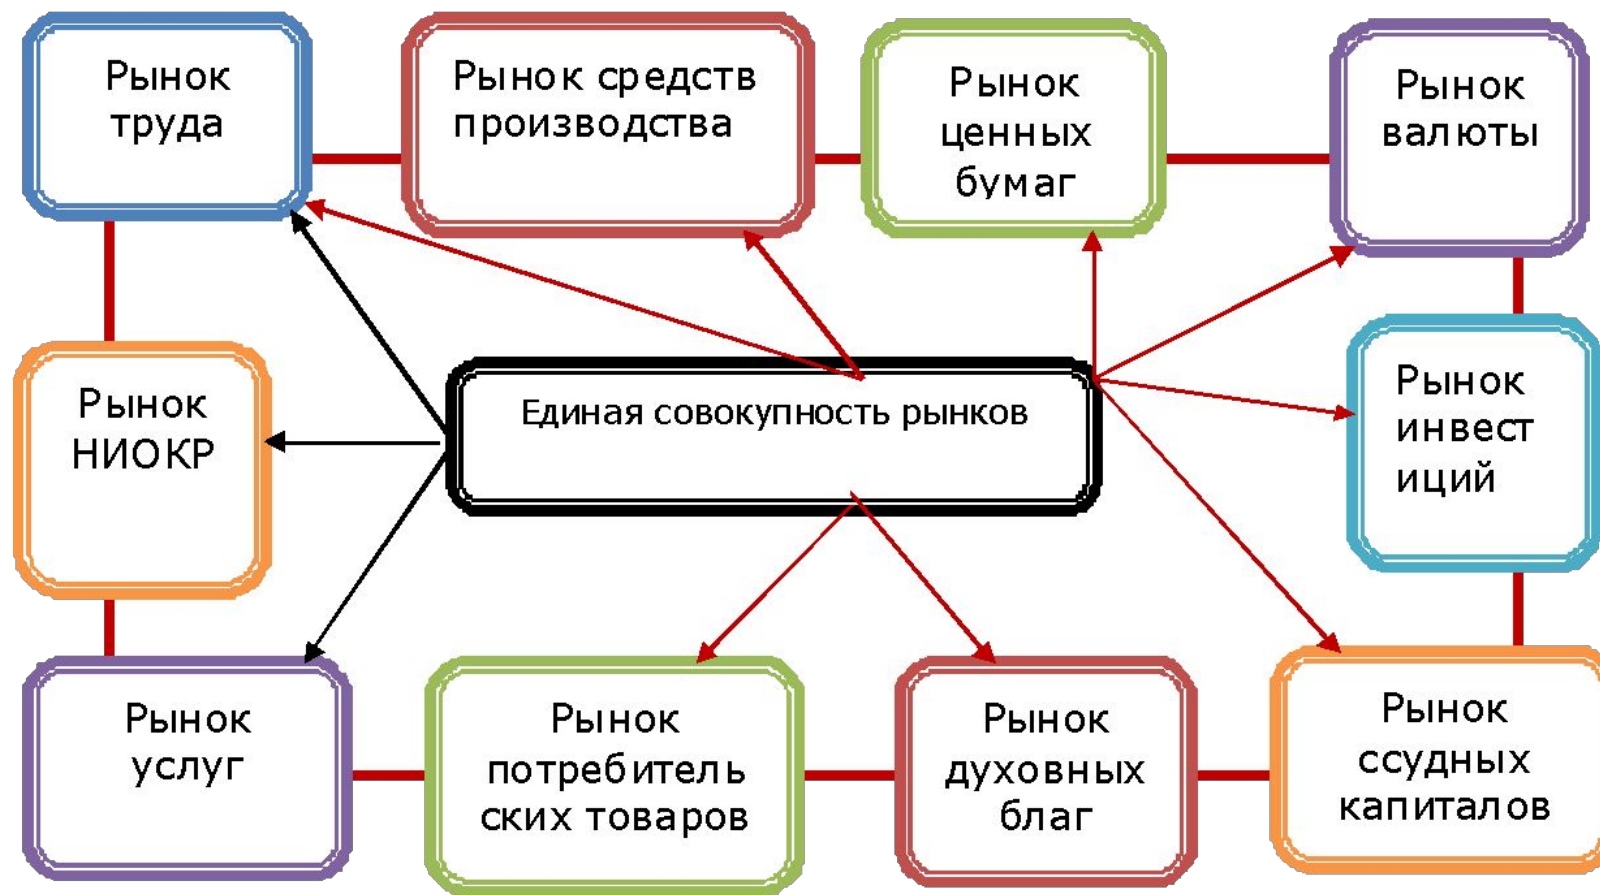 Рынок
труда
Рынок средств
производства
Рынок
ценных
бумаг
Рынок
валюты
Рынок
НИОКР
Единая совокупность рынков
Рынок
инвест
иций
Рынок
услуг
Рынок
потребитель
ских товаров
Рынок
духовных
благ
Рынок
ссудных
капиталов